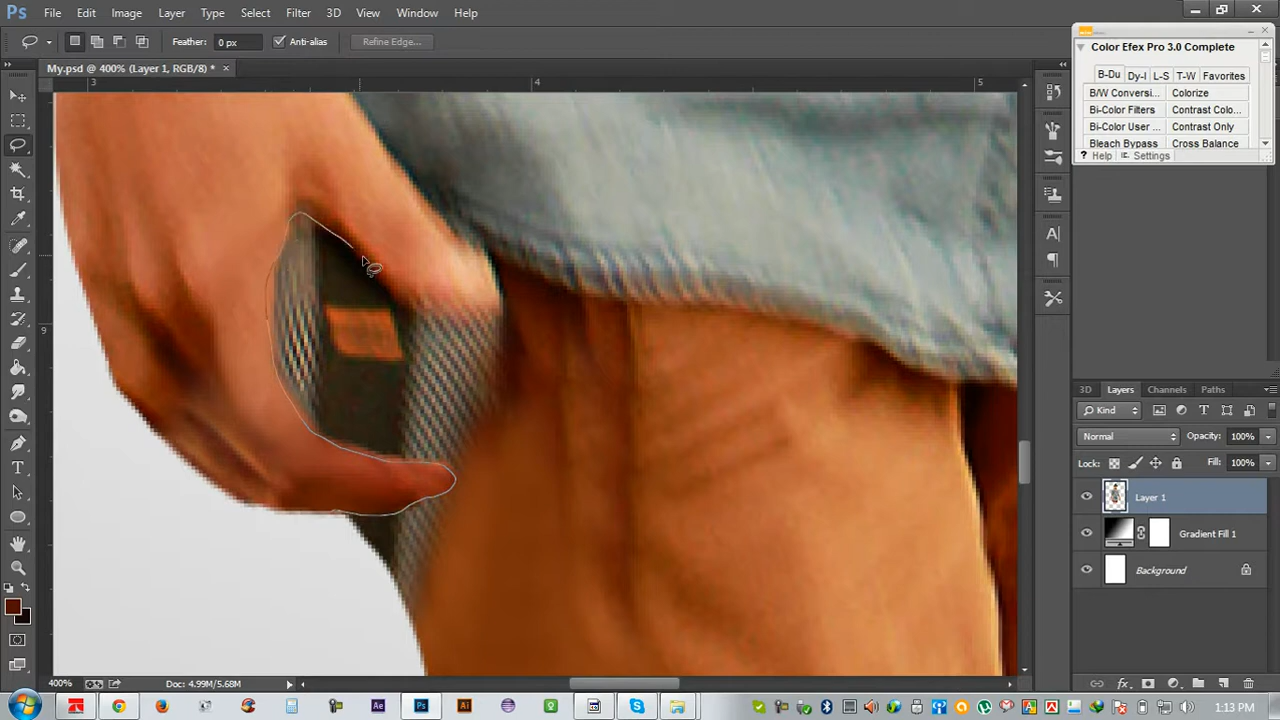 Ps File Edit Image Layer Type Select Filter 3D View Window Help
Feather: 0 px Anti-alias Refine Edge...
My.psd @ 400% (Layer 1, RGB/8) * ×
3 4 5
9
Color Efex Pro 3.0 Complete
B-Du Dy-I L-S T-W Favorites
B/W Conversi... Colorize
Bi-Color Filters Contrast Colo...
Bi-Color User ... Contrast Only
Bleach Bypass Cross Balance
? Help Settings
3D Layers Channels Paths
Kind
Normal Opacity: 100%
Lock: Fill: 100%
Layer 1
Gradient Fill 1
Background
400% Doc: 4.99M/5.68M
Ae Ps Ai
1:13 PM